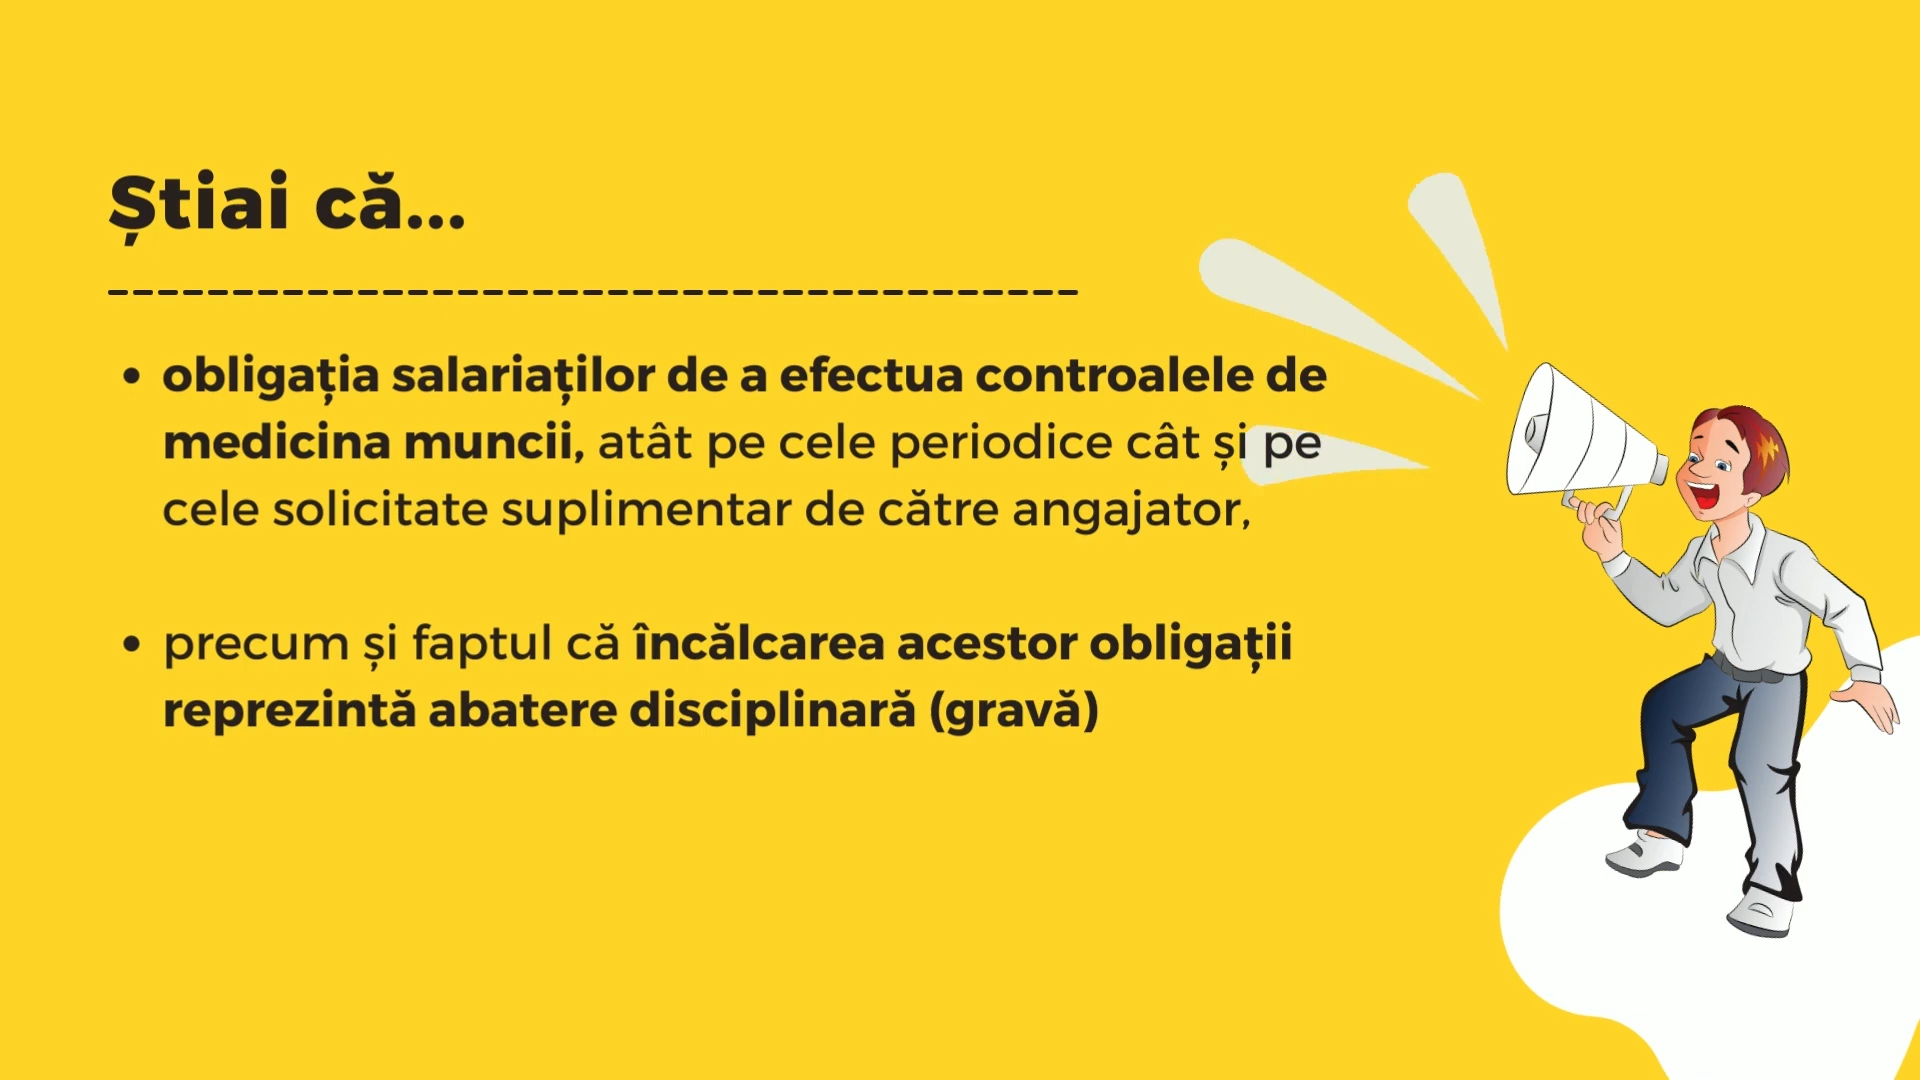 Știai că...
obligația salariaților de a efectua controalele de
medicina muncii, atât pe cele periodice cât și pe
cele solicitate suplimentar de către angajator,
precum și faptul că încălcarea acestor obligații
reprezintă abatere disciplinară (gravă)